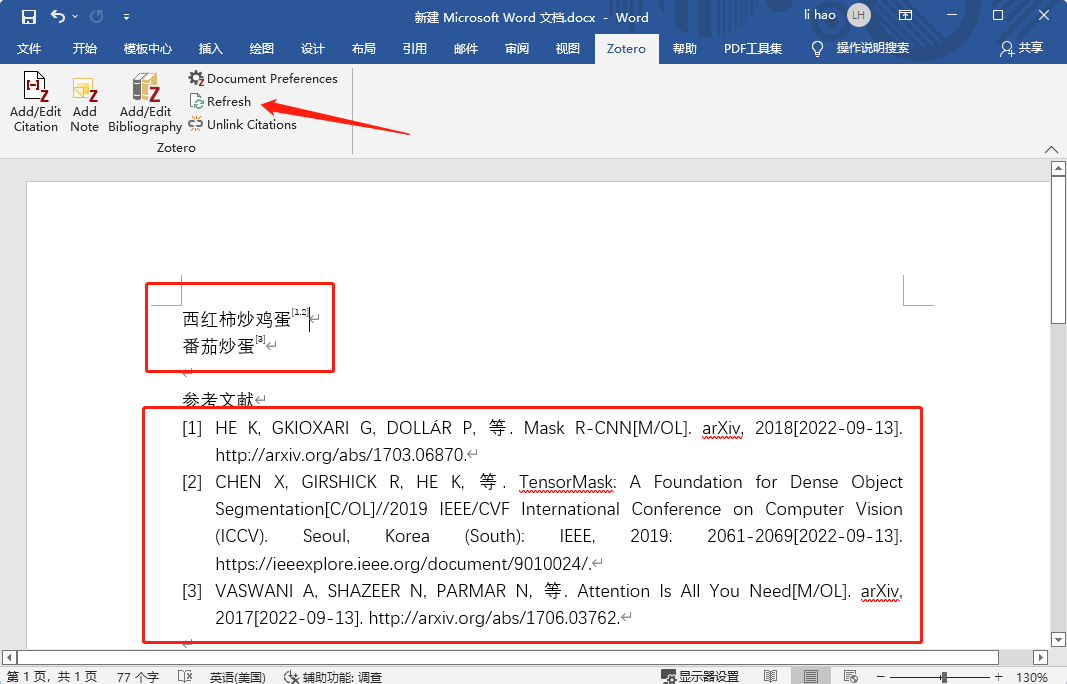 新建 Microsoft Word 文档.docx - Word
li hao
LH
文件 开始 模板中心 插入 绘图 设计 布局 引用 邮件 审阅 视图 Zotero 帮助 PDF工具集 操作说明搜索 共享
Add/Edit Citation
Add Note
Add/Edit Bibliography
Document Preferences
Refresh
Unlink Citations
Zotero
西红柿炒鸡蛋[1,2]
番茄炒蛋[3]
参考文献
[1] HE K, GKIOXARI G, DOLLÁR P, 等. Mask R-CNN[M/OL]. arXiv, 2018[2022-09-13].
http://arxiv.org/abs/1703.06870.
[2] CHEN X, GIRSHICK R, HE K, 等. TensorMask: A Foundation for Dense Object
Segmentation[C/OL]//2019 IEEE/CVF International Conference on Computer Vision
(ICCV). Seoul, Korea (South): IEEE, 2019: 2061-2069[2022-09-13].
https://ieeexplore.ieee.org/document/9010024/.
[3] VASWANI A, SHAZEER N, PARMAR N, 等. Attention Is All You Need[M/OL]. arXiv,
2017[2022-09-13]. http://arxiv.org/abs/1706.03762.
第 1 页，共 1 页 77 个字 英语(美国) 辅助功能: 调查 显示器设置 130%